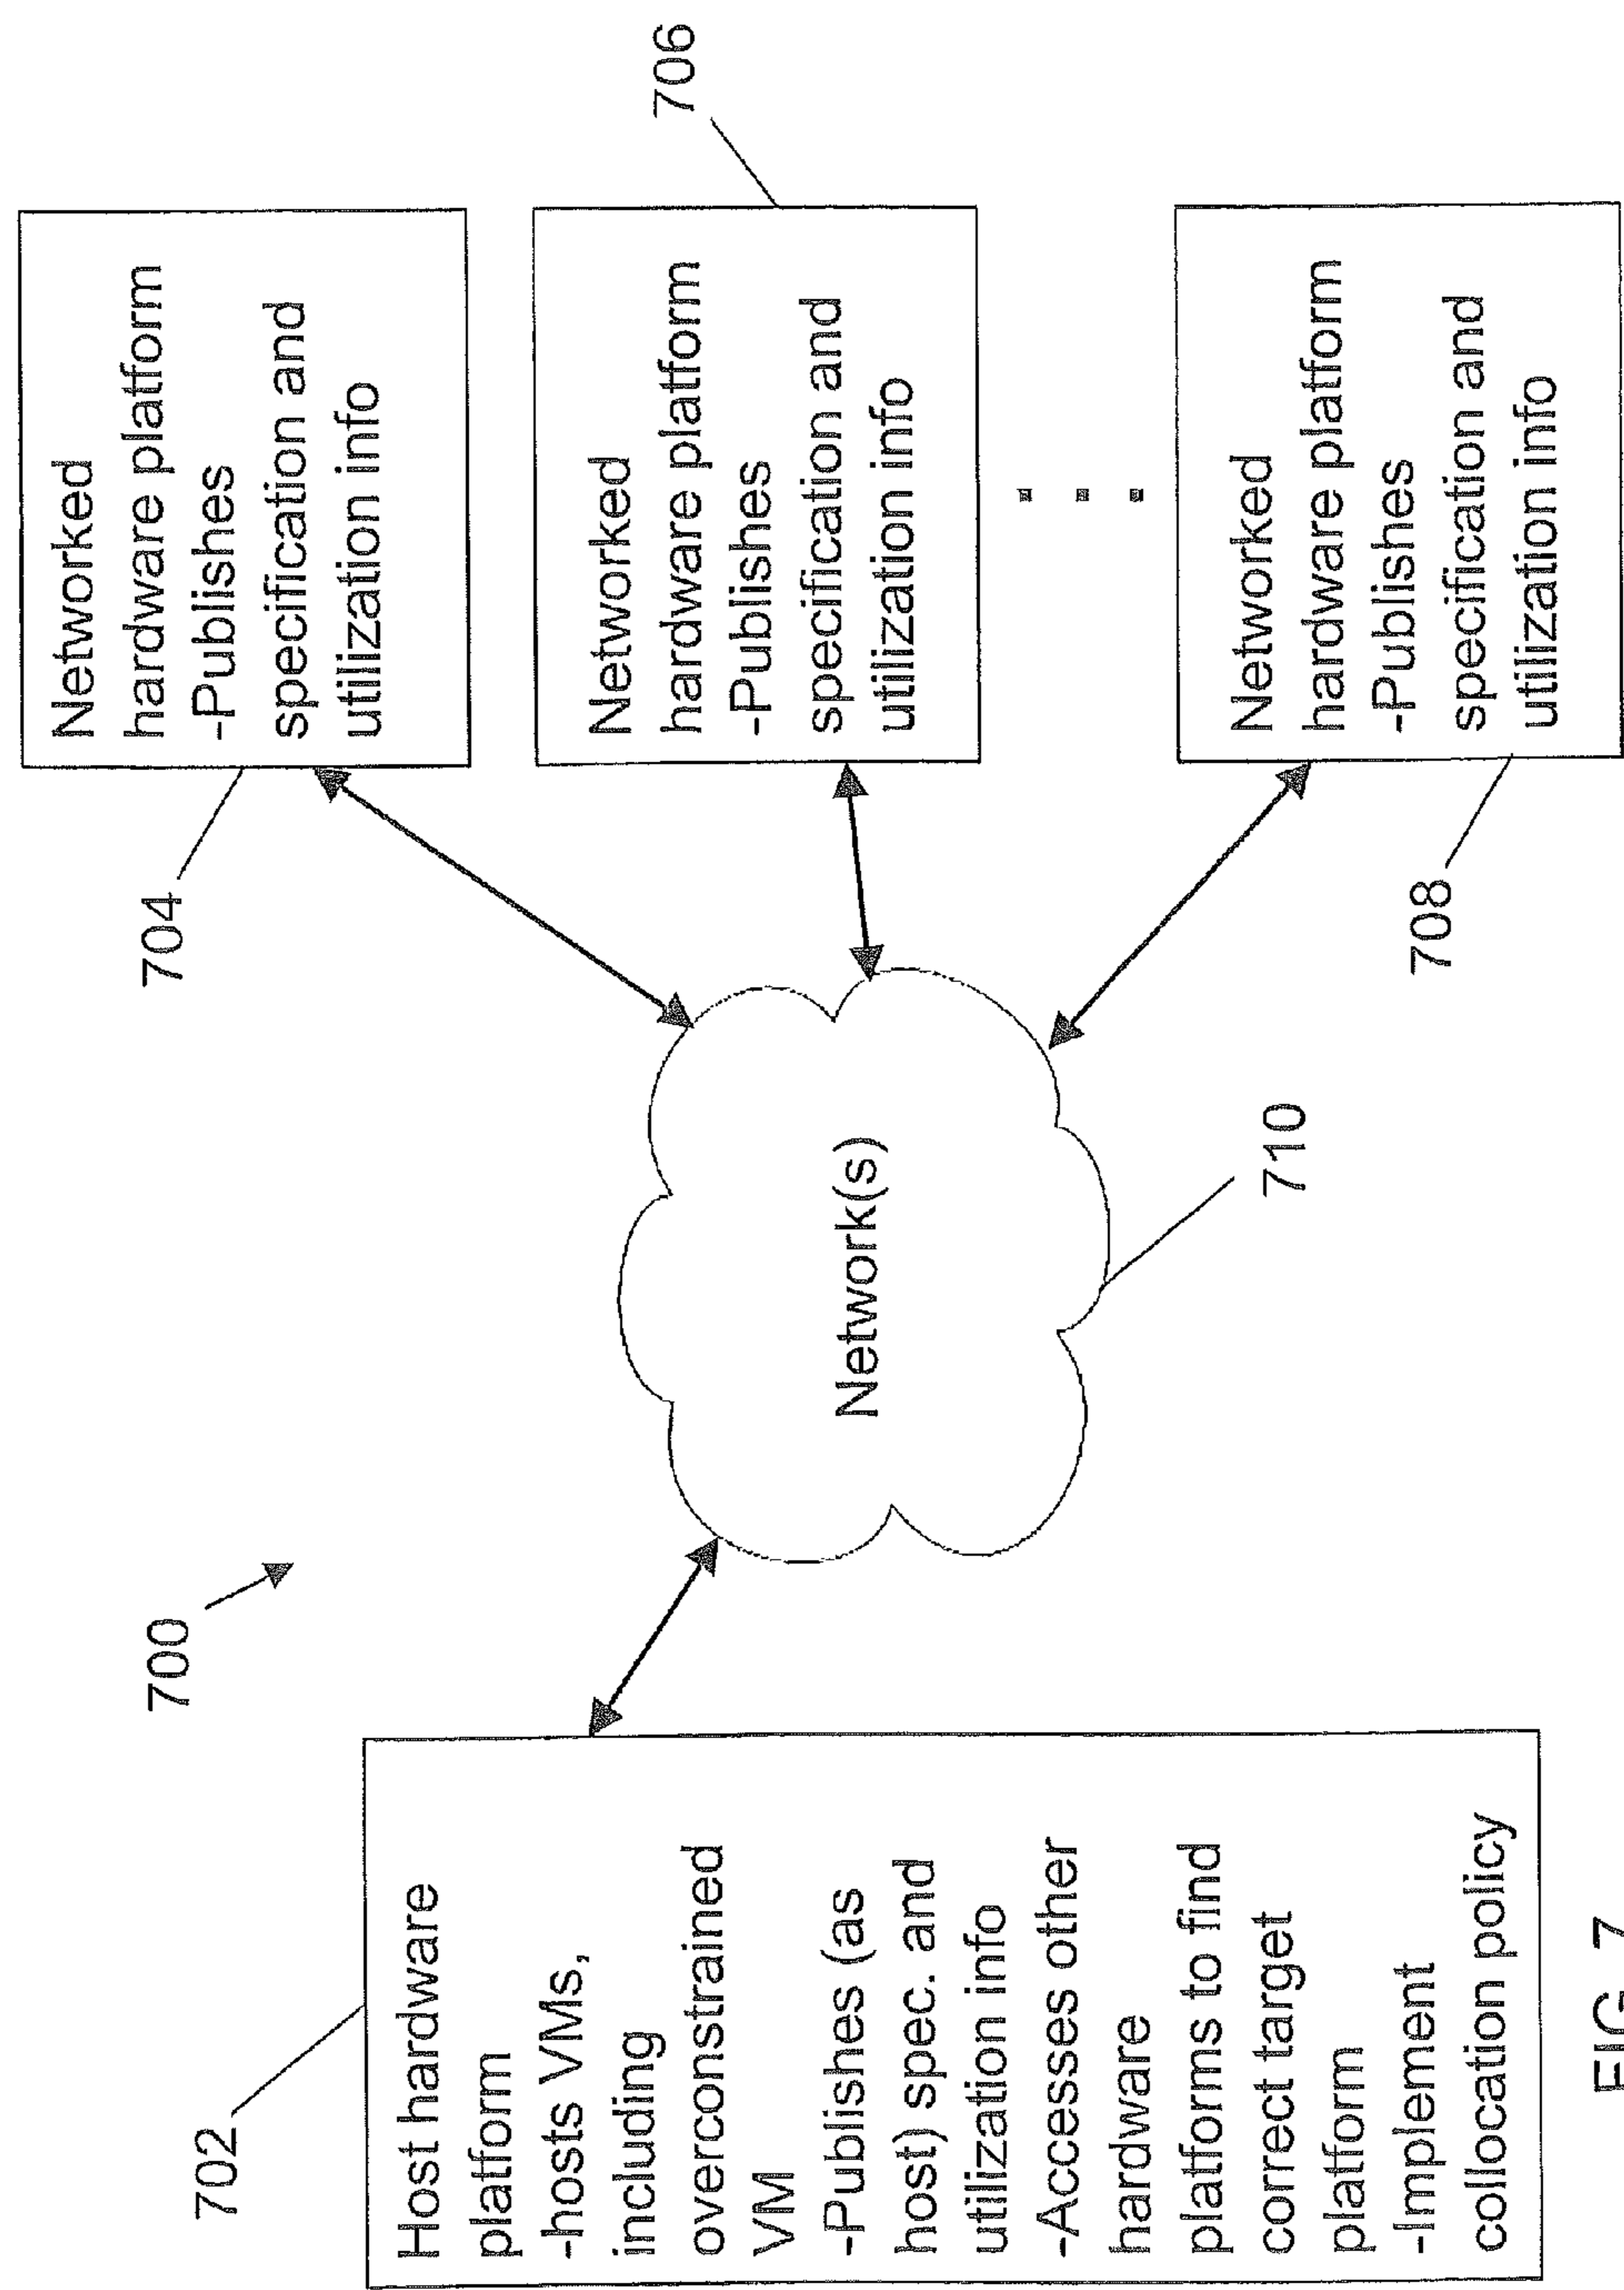 700
702
Host hardware
platform
-hosts VMs,
including
overconstrained
VM
-Publishes (as
host) spec. and
utilization info
-Accesses other
hardware
platforms to find
correct target
platform
-Implement
collocation policy
Network(s)
710
704
Networked
hardware platform
-Publishes
specification and
utilization info
706
Networked
hardware platform
-Publishes
specification and
utilization info
708
Networked
hardware platform
-Publishes
specification and
utilization info
FIG. 7